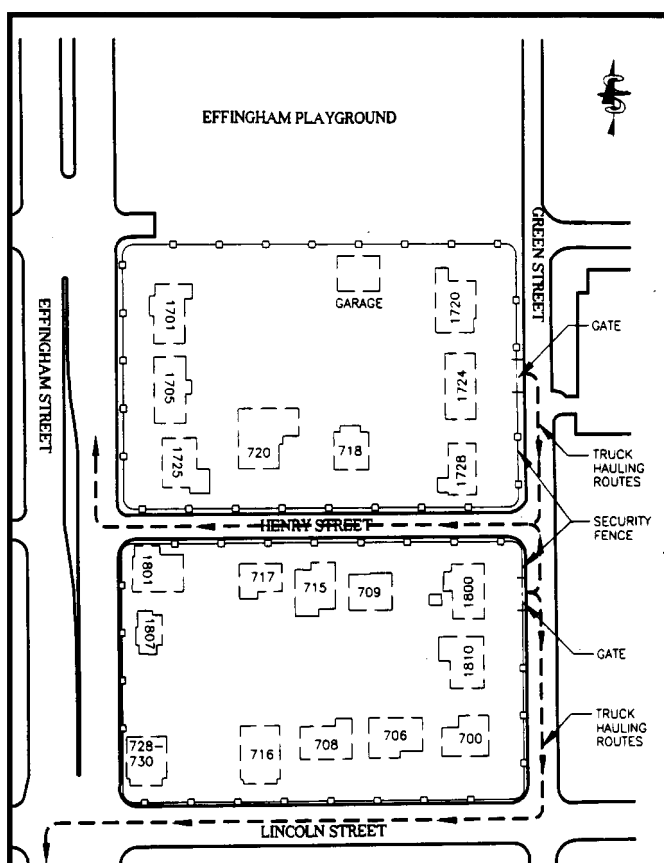 EFFINGHAM PLAYGROUND
GREEN STREET
EFFINGHAM STREET
GARAGE
1701
1720
GATE
1705
1724
1725
720
718
1728
TRUCK
HAULING
ROUTES
HENRY STREET
SECURITY
FENCE
1801
717
715
709
1800
1807
1810
GATE
728-
730
716
708
706
700
TRUCK
HAULING
ROUTES
LINCOLN STREET